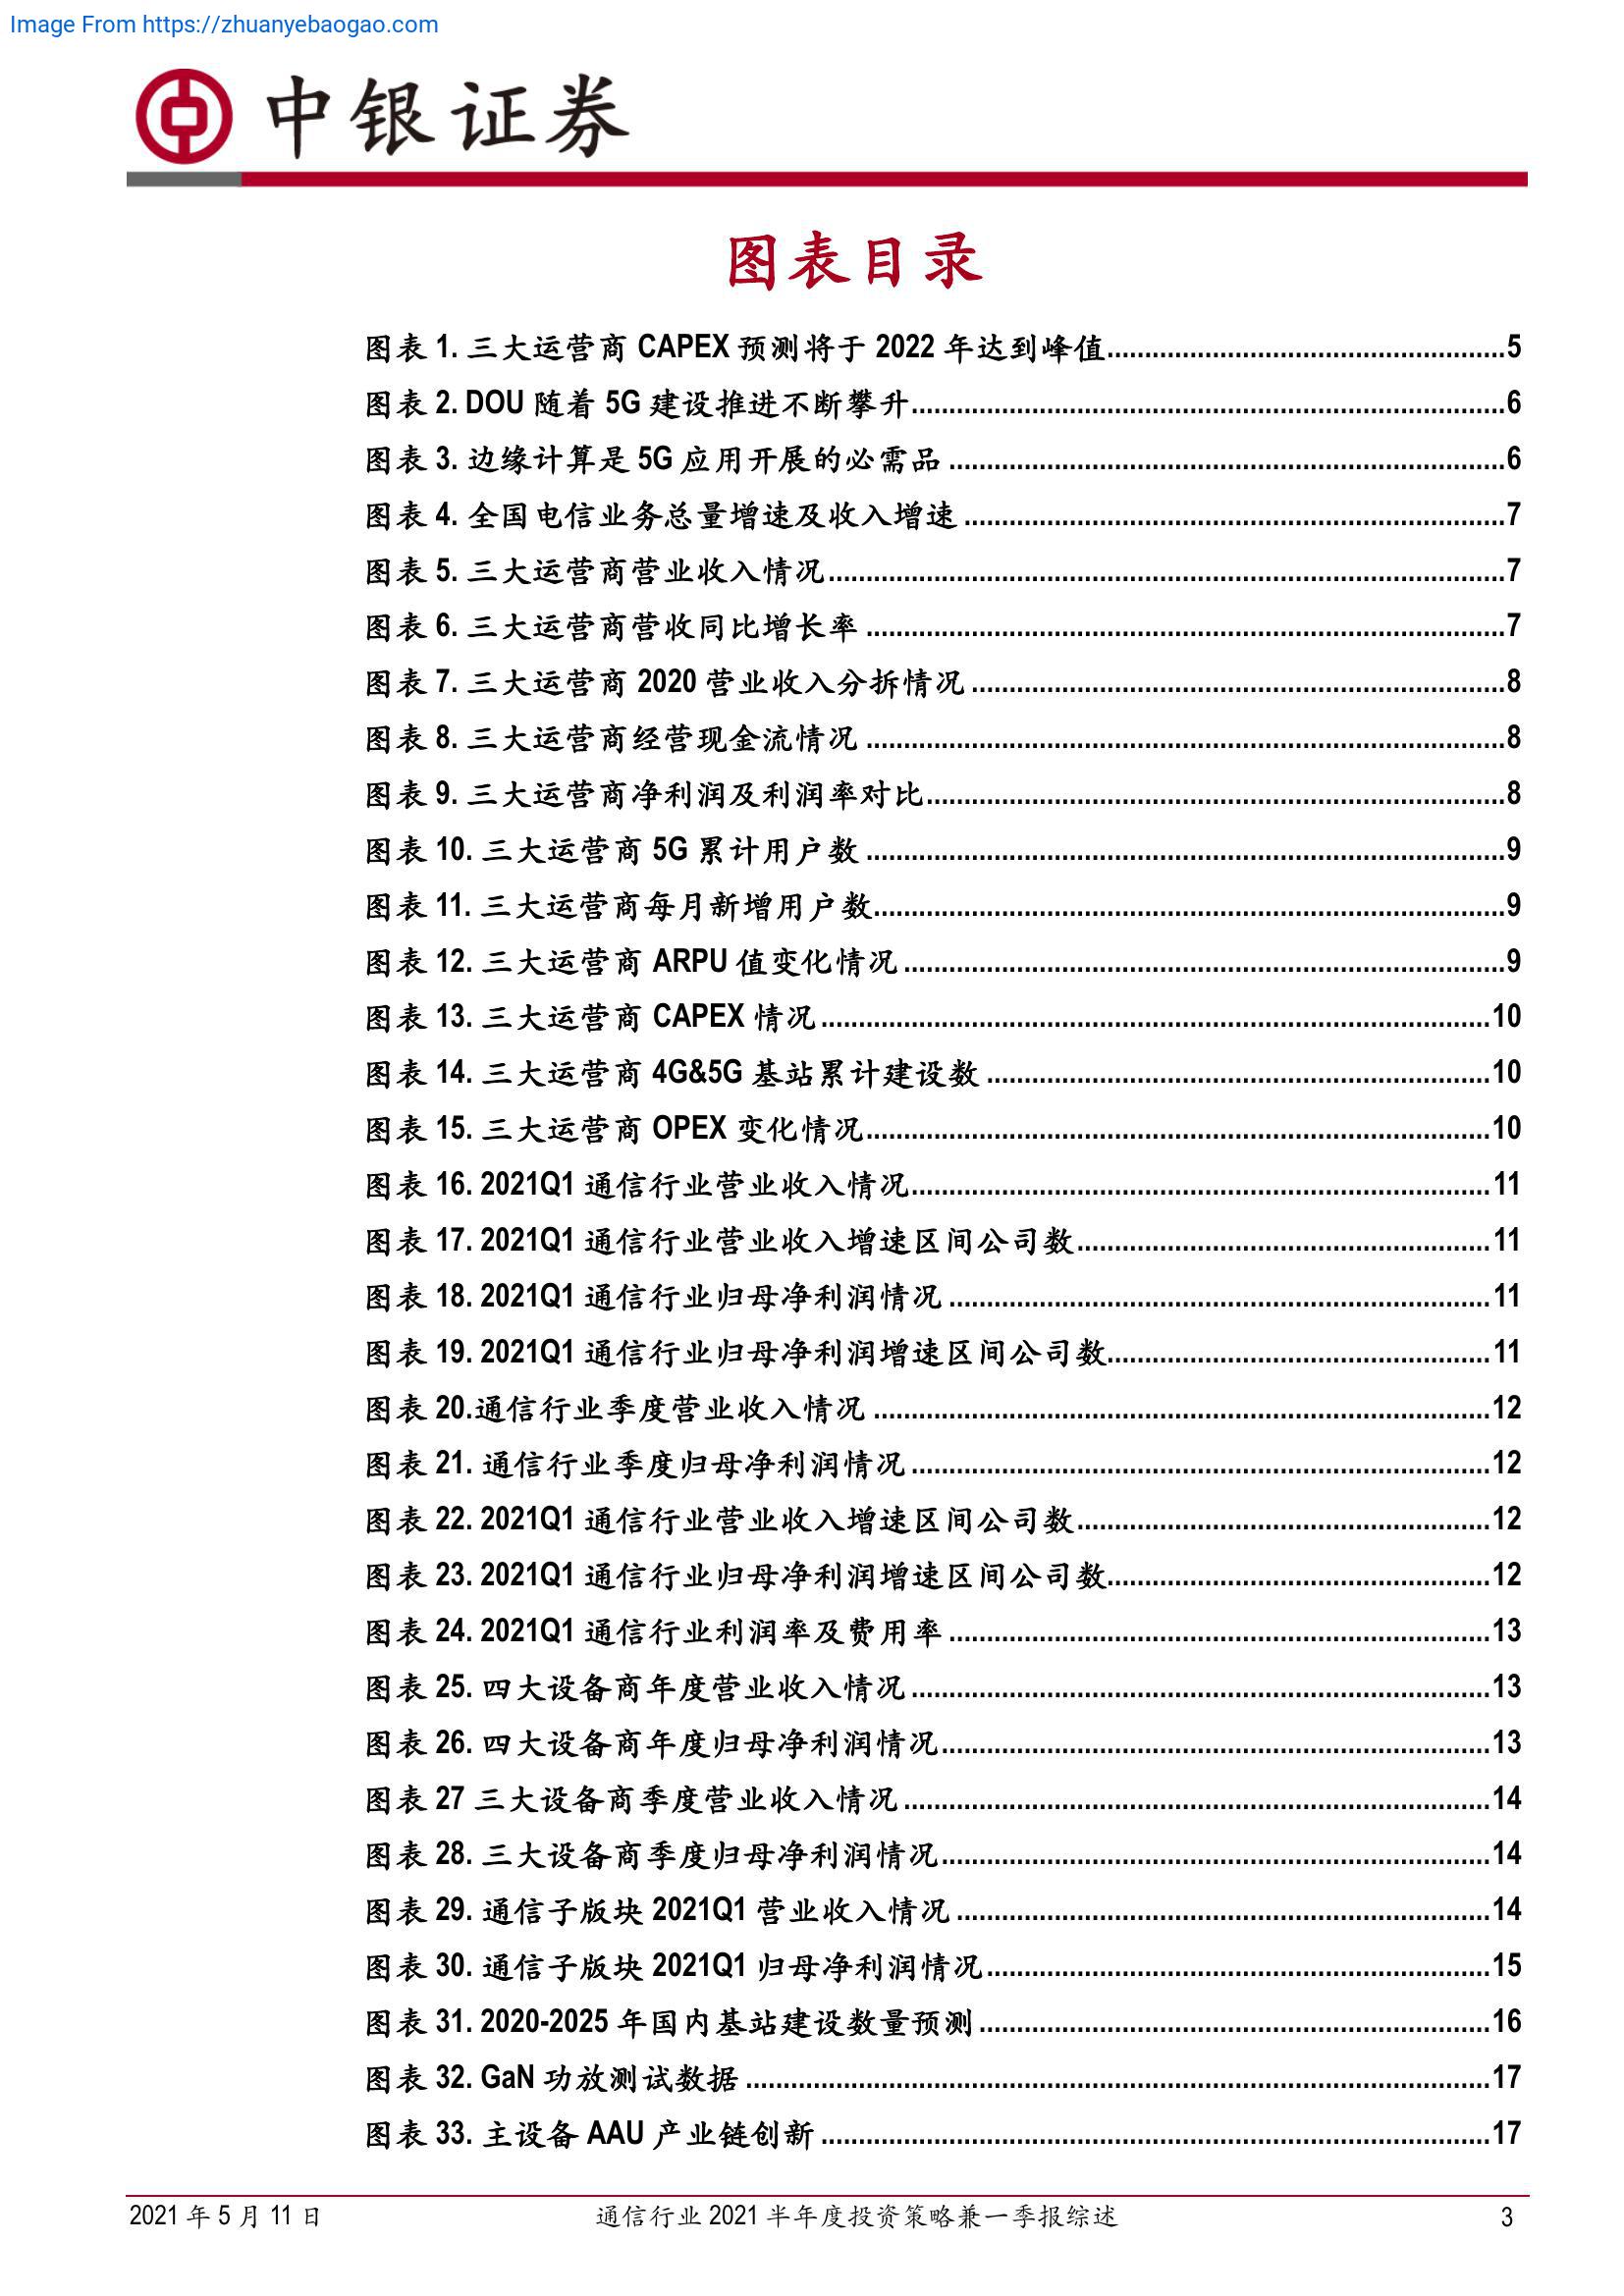 Image From https://zhuanyebaogao.com
中银证券
图表目录
图表 1. 三大运营商 CAPEX 预测将于 2022 年达到峰值.....................................................5
图表 2. DOU 随着 5G 建设推进不断攀升...............................................................................6
图表 3. 边缘计算是 5G 应用开展的必需品..........................................................................6
图表 4. 全国电信业务总量增速及收入增速........................................................................7
图表 5. 三大运营商营业收入情况..........................................................................................7
图表 6. 三大运营商营收同比增长率.....................................................................................7
图表 7. 三大运营商 2020 营业收入分拆情况.......................................................................8
图表 8. 三大运营商经营现金流情况.....................................................................................8
图表 9. 三大运营商净利润及利润率对比.............................................................................8
图表 10. 三大运营商 5G 累计用户数.....................................................................................9
图表 11. 三大运营商每月新增用户数....................................................................................9
图表 12. 三大运营商 ARPU 值变化情况................................................................................9
图表 13. 三大运营商 CAPEX 情况.........................................................................................10
图表 14. 三大运营商 4G&5G 基站累计建设数...................................................................10
图表 15. 三大运营商 OPEX 变化情况...................................................................................10
图表 16. 2021Q1 通信行业营业收入情况.............................................................................11
图表 17. 2021Q1 通信行业营业收入增速区间公司数.......................................................11
图表 18. 2021Q1 通信行业归母净利润情况........................................................................11
图表 19. 2021Q1 通信行业归母净利润增速区间公司数...................................................11
图表 20.通信行业季度营业收入情况..................................................................................12
图表 21. 通信行业季度归母净利润情况.............................................................................12
图表 22. 2021Q1 通信行业营业收入增速区间公司数.......................................................12
图表 23. 2021Q1 通信行业归母净利润增速区间公司数...................................................12
图表 24. 2021Q1 通信行业利润率及费用率........................................................................13
图表 25. 四大设备商年度营业收入情况.............................................................................13
图表 26. 四大设备商年度归母净利润情况.........................................................................13
图表 27 三大设备商季度营业收入情况..............................................................................14
图表 28. 三大设备商季度归母净利润情况.........................................................................14
图表 29. 通信子版块 2021Q1 营业收入情况.......................................................................14
图表 30. 通信子版块 2021Q1 归母净利润情况...................................................................15
图表 31. 2020-2025 年国内基站建设数量预测....................................................................16
图表 32. GaN 功放测试数据...................................................................................................17
图表 33. 主设备 AAU 产业链创新.........................................................................................17
2021 年 5 月 11 日
通信行业 2021 半年度投资策略兼一季报综述
3